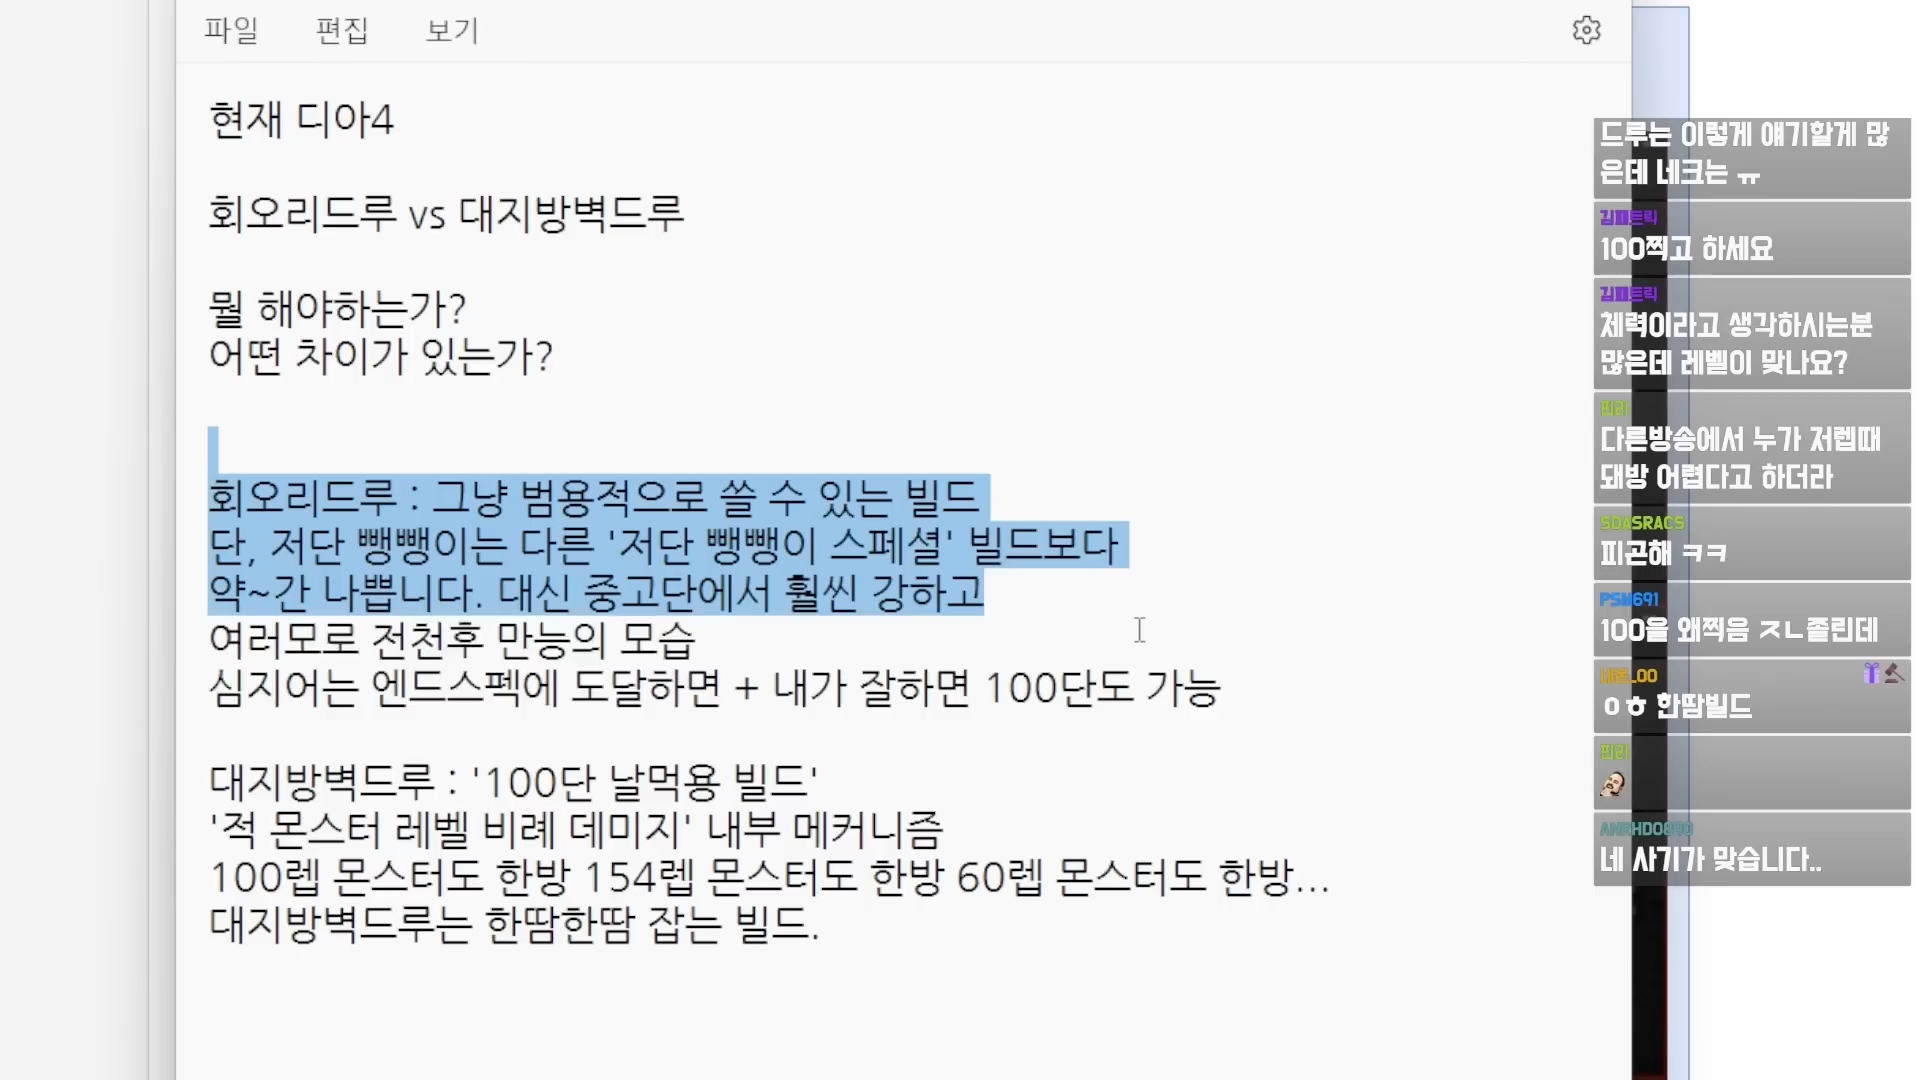 파일 편집 보기
현재 디아4
회오리드루 vs 대지방벽드루
뭘 해야하는가?
어떤 차이가 있는가?
회오리드루 : 그냥 범용적으로 쓸 수 있는 빌드
단, 저단 뺑뺑이는 다른 '저단 뺑뺑이 스페셜' 빌드보다
약~간 나쁩니다. 대신 중고단에서 훨씬 강하고
여러모로 전천후 만능의 모습
심지어는 엔드스펙에 도달하면 + 내가 잘하면 100단도 가능
대지방벽드루 : '100단 날먹용 빌드'
'적 몬스터 레벨 비례 데미지' 내부 메커니즘
100렙 몬스터도 한방 154렙 몬스터도 한방 60렙 몬스터도 한방...
대지방벽드루는 한땀한땀 잡는 빌드.
드루는 이렇게 얘기할게 많
은데 네크는 ㅠ
김패트릭
100찍고 하세요
김패트릭
체력이라고 생각하시는분
많은데 레벨이 맞나요?
다른방송에서 누가 저렙때
돼방 어렵다고 하더라
SDASRACS
피곤해 ㅋㅋ
PSM691
100을 왜찍음 ㅈㄴ졸린데
ㅇㅎ 한땀빌드
네 사기가 맞습니다..